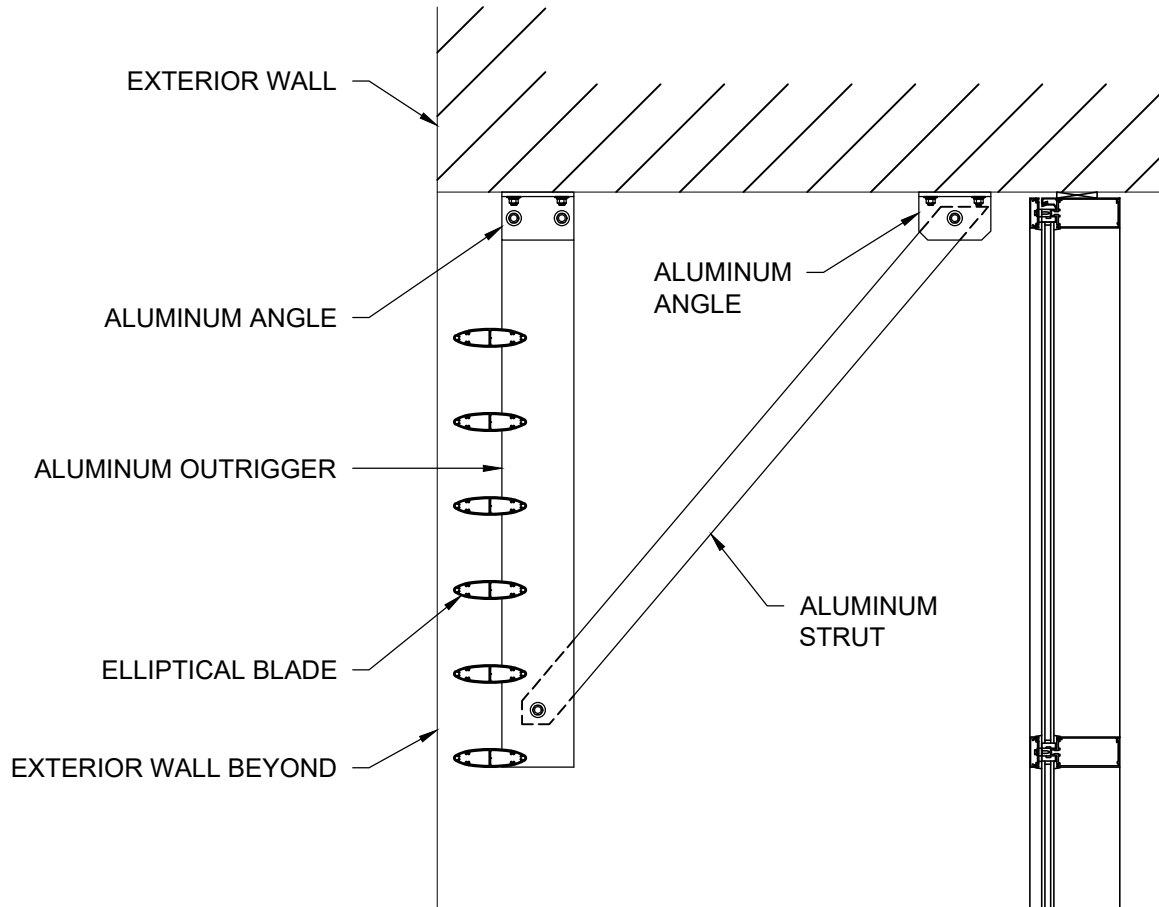 EXTERIOR WALL
ALUMINUM
ANGLE
ALUMINUM ANGLE
ALUMINUM OUTRIGGER
ALUMINUM
STRUT
ELLIPTICAL BLADE
EXTERIOR WALL BEYOND